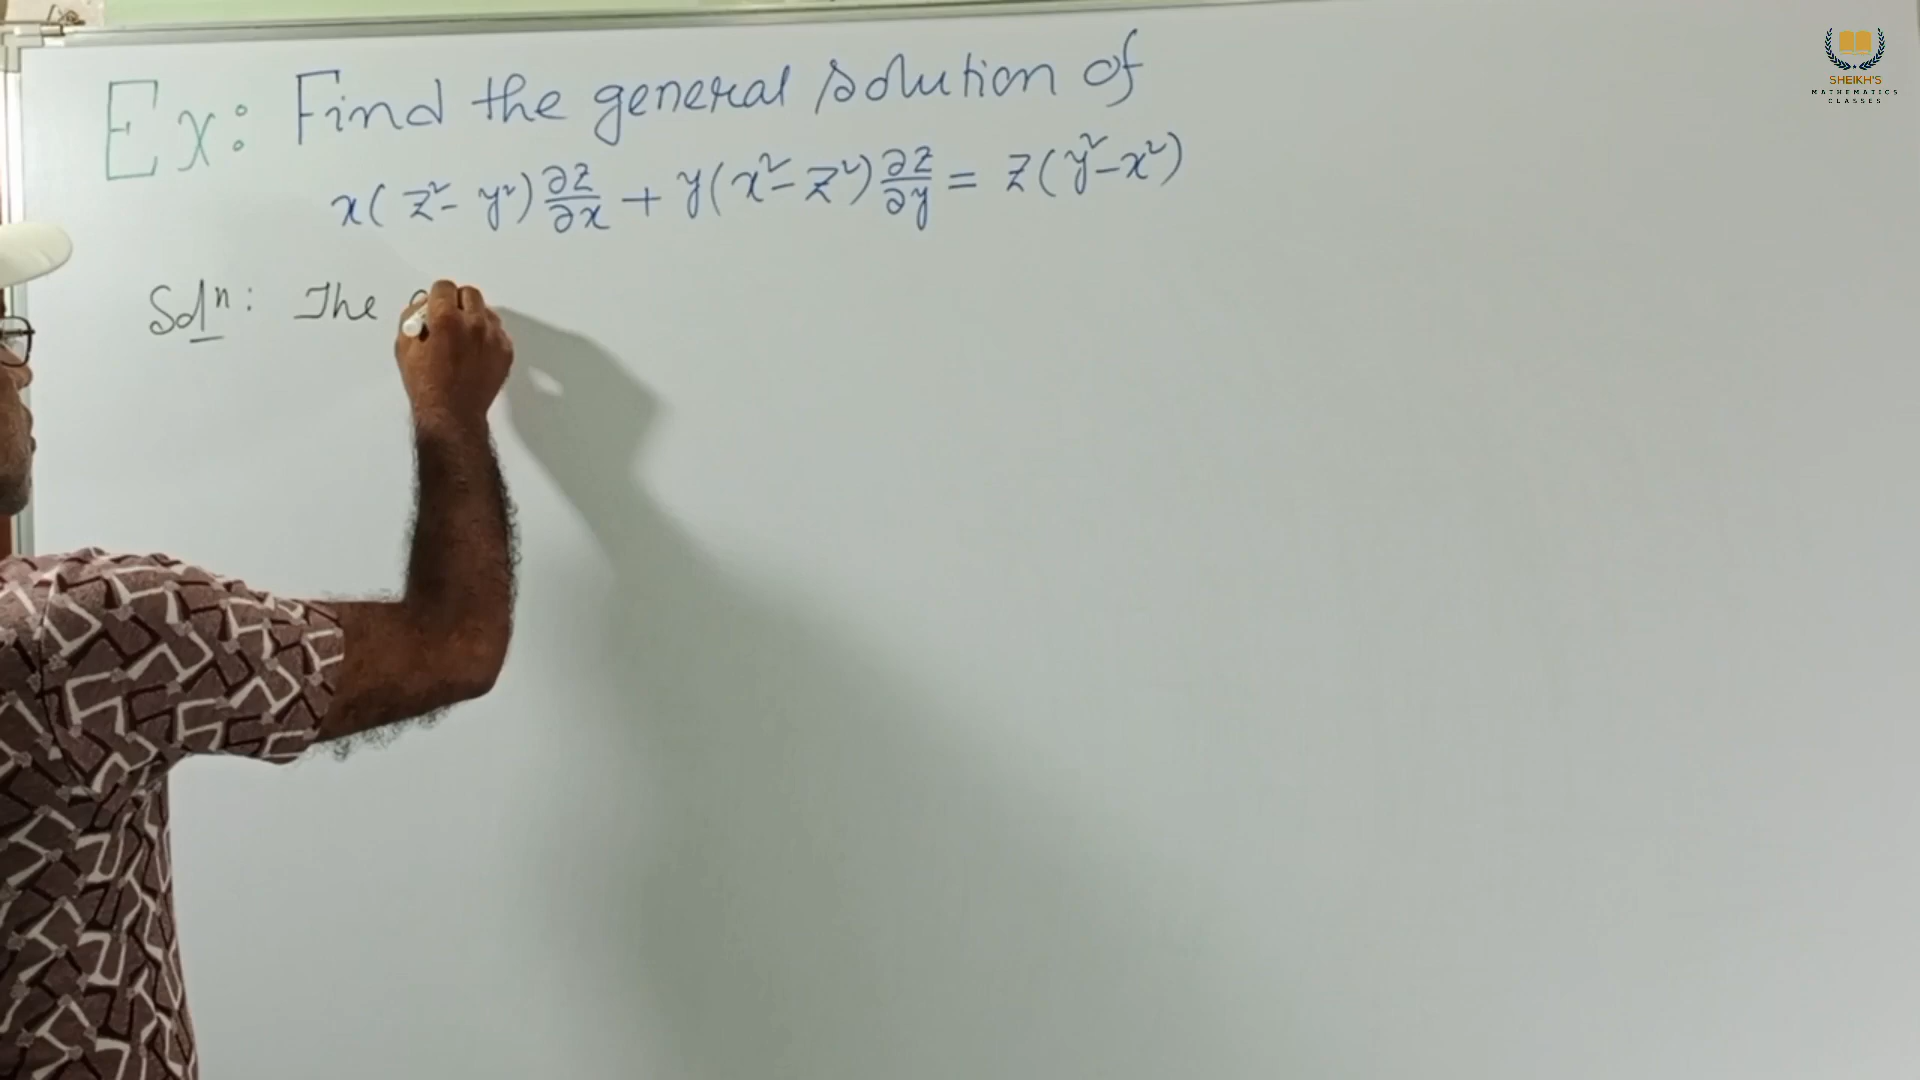 Ex: Find the general solution of
x(z²-y²)∂z/∂x + y(x²-z²)∂z/∂y = z(y²-x²)
Solⁿ: The
SHEIKH'S
MATHEMATICS
CLASSES